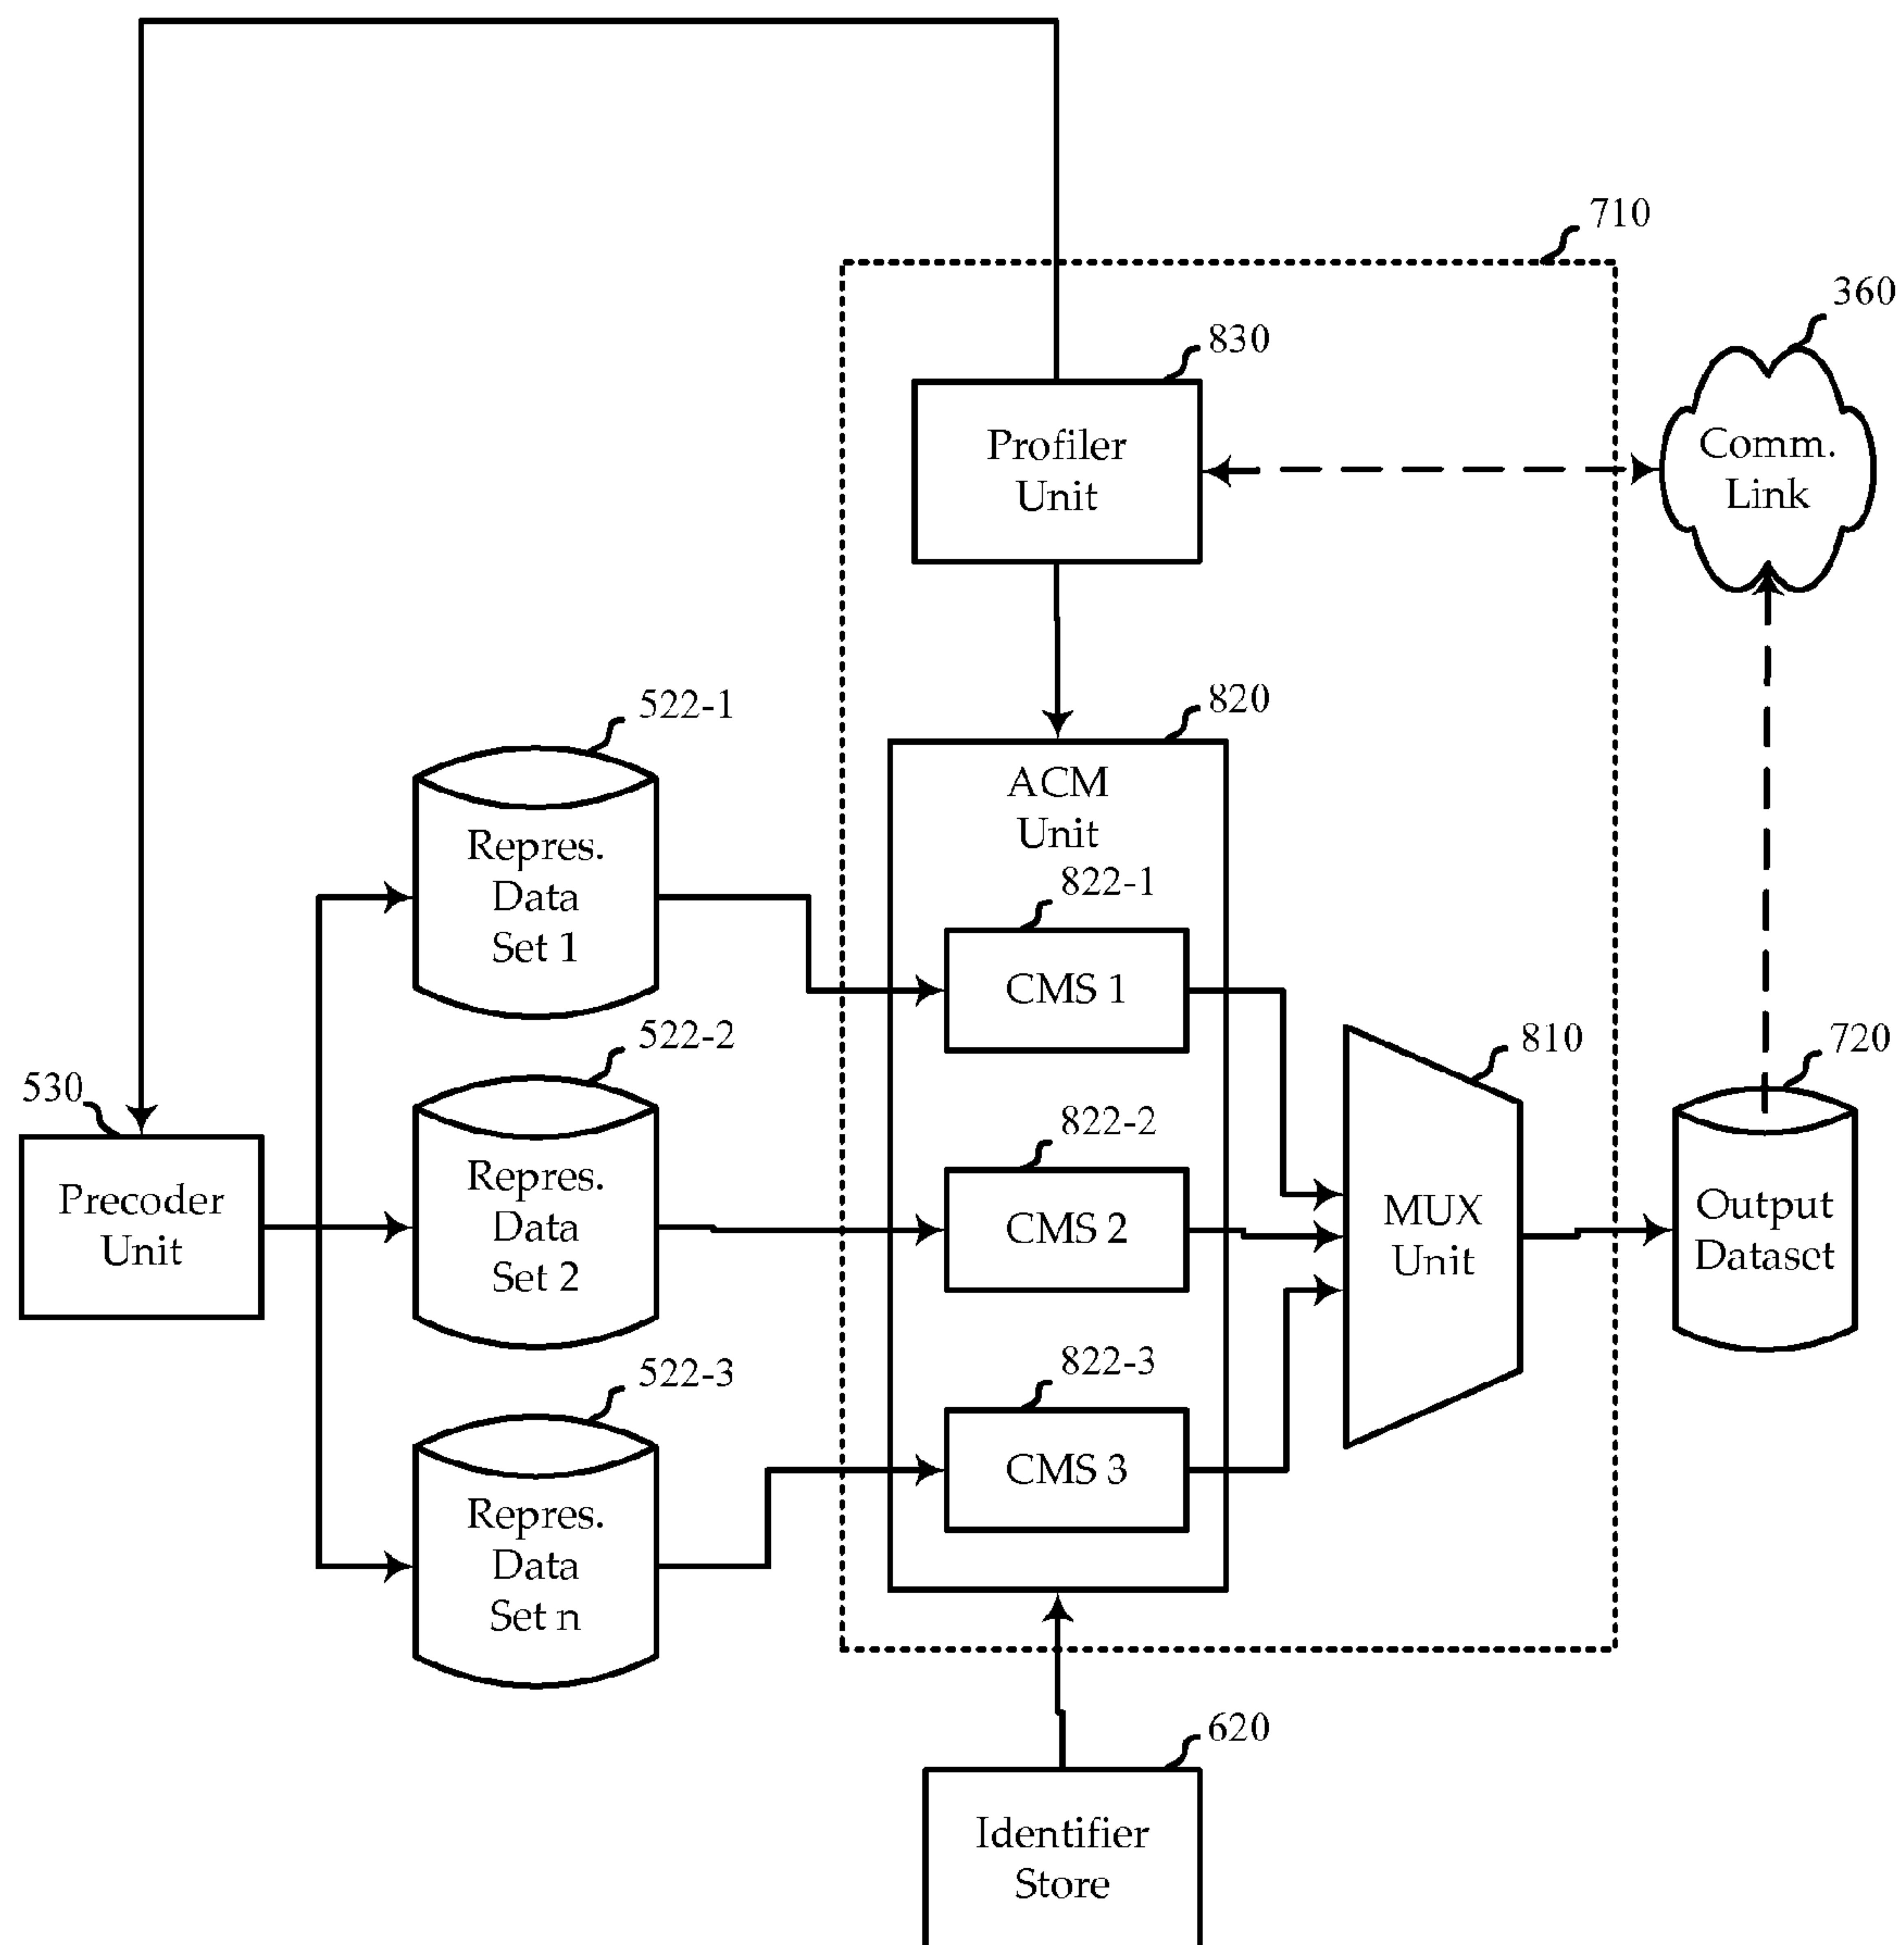 710
360
830
Profiler
Unit
Comm.
Link
522-1
820
ACM
Unit
Repres.
Data
Set 1
822-1
CMS 1
522-2
810
720
530
822-2
Precoder
Unit
Repres.
Data
Set 2
CMS 2
MUX
Unit
Output
Dataset
522-3
822-3
CMS 3
Repres.
Data
Set n
620
Identifier
Store